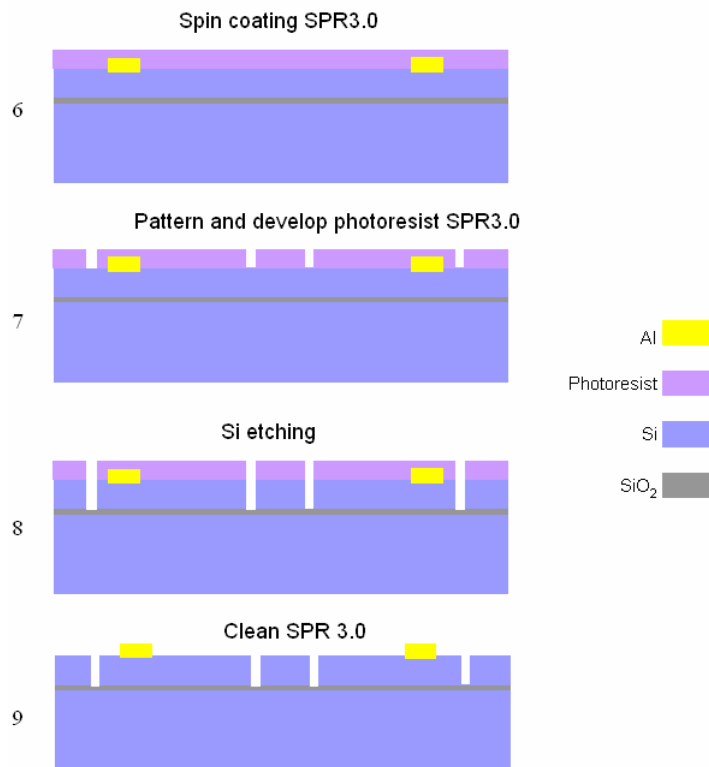 Spin coating SPR3.0
6
Pattern and develop photoresist SPR3.0
7
Al
Photoresist
Si
SiO2
Si etching
8
Clean SPR 3.0
9